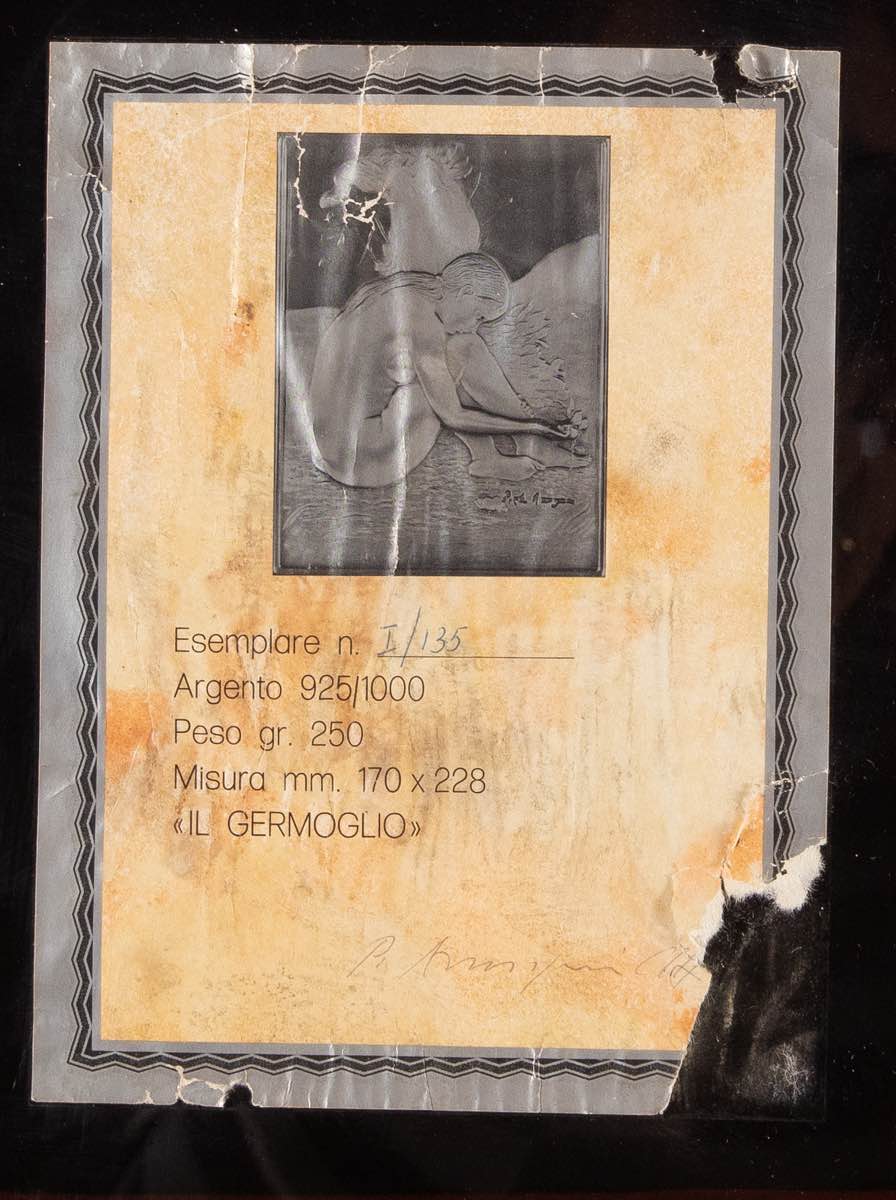 Esemplare n. I/135
Argento 925/1000
Peso gr. 250
Misura mm. 170 x 228
«IL GERMOGLIO»
P.